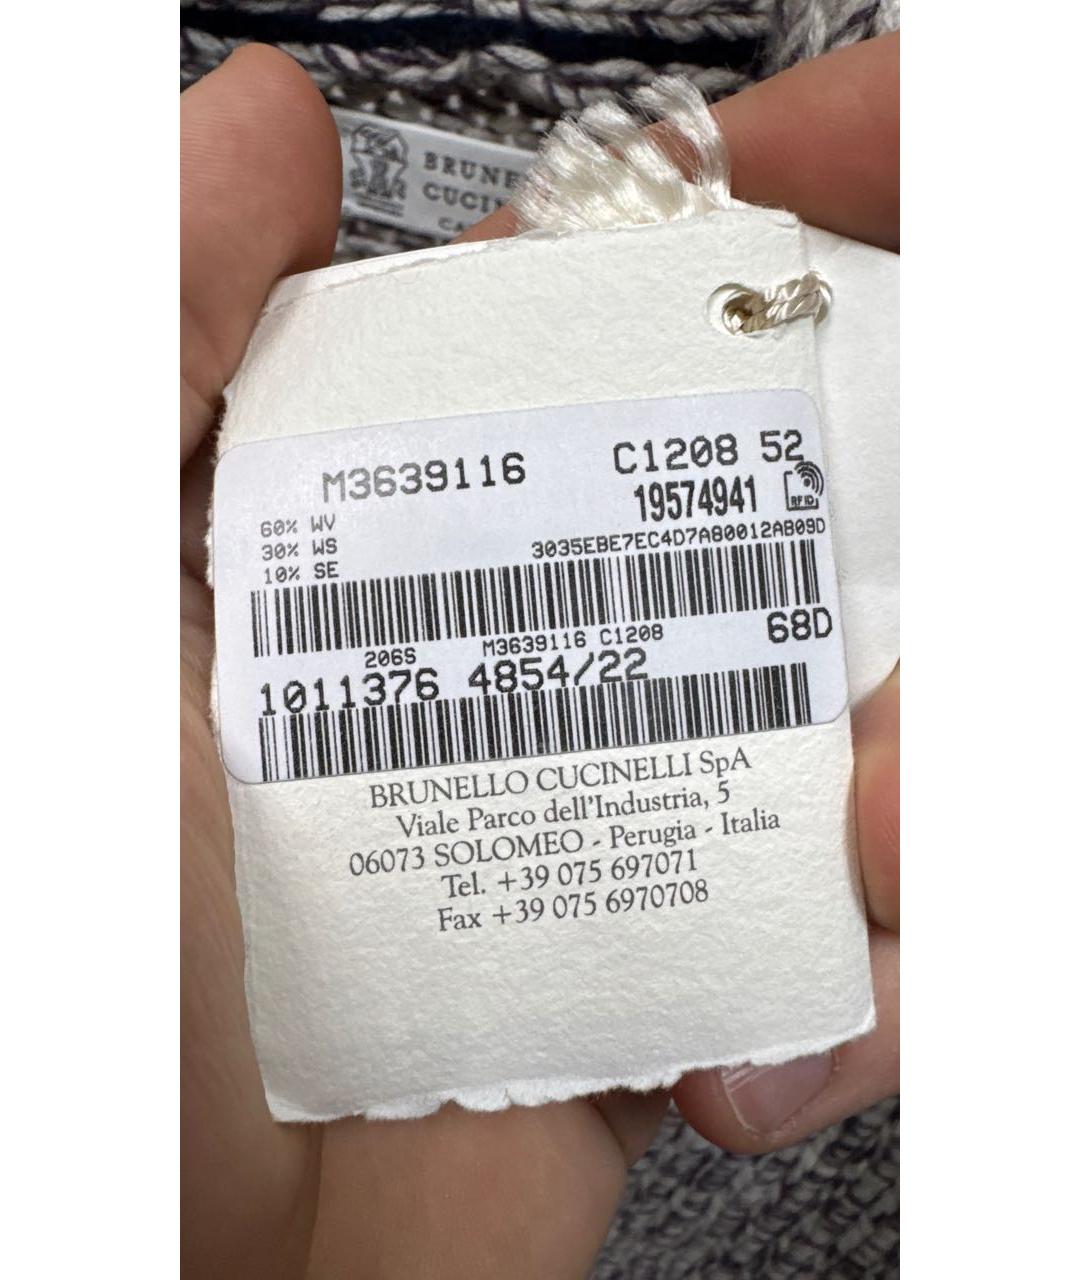 BRUNE
CUCIN
CA
M3639116 C1208 52
19574941
RFID
60% WV
30% WS
10% SE
3035EBE7EC4D7A80012AB09D
206S M3639116 C1208 68D
1011376 4854/22
BRUNELLO CUCINELLI SpA
Viale Parco dell'Industria, 5
06073 SOLOMEO - Perugia - Italia
Tel. +39 075 697071
Fax +39 075 6970708